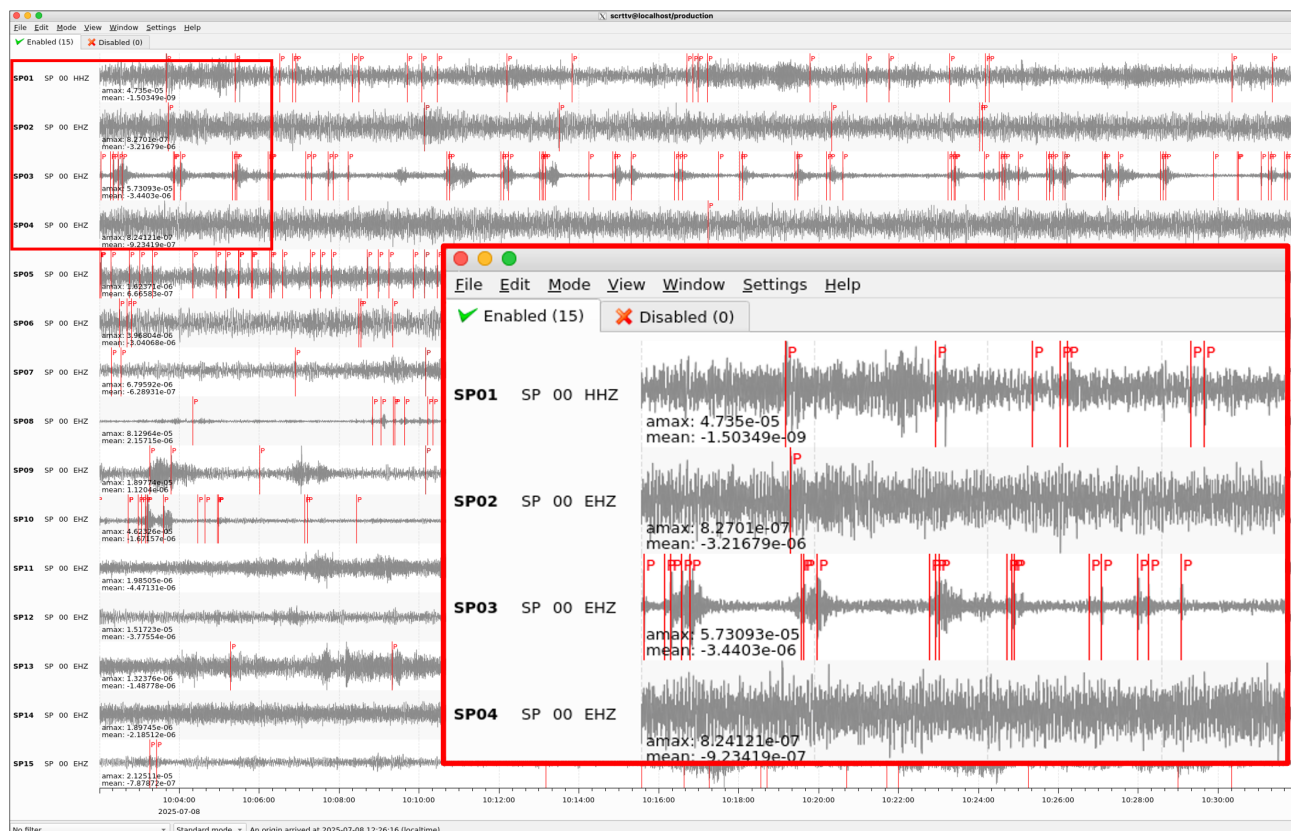 scrttv@localhost/production
File Edit Mode View Window Settings Help
Enabled (15) Disabled (0)
SP01 SP 00 HHZ
amax: 4.735e-05
mean: -1.50349e-09
SP02 SP 00 EHZ
amax: 8.2701e-07
mean: -3.21679e-06
SP03 SP 00 EHZ
amax: 5.73093e-05
mean: -3.4403e-06
SP04 SP 00 EHZ
amax: 8.24121e-07
mean: -9.23419e-07
SP05 SP 00 EHZ
amax: 1.62371e-06
mean: 6.66583e-07
SP06 SP 00 EHZ
amax: 3.96804e-06
mean: -3.04068e-06
SP07 SP 00 EHZ
amax: 6.79592e-06
mean: -6.28931e-07
SP08 SP 00 EHZ
amax: 8.12964e-05
mean: 2.15715e-06
SP09 SP 00 EHZ
amax: 1.89774e-05
mean: 1.1204e-06
SP10 SP 00 EHZ
amax: 4.62326e-05
mean: -1.67157e-06
SP11 SP 00 EHZ
amax: 1.98505e-06
mean: -4.47131e-06
SP12 SP 00 EHZ
amax: 1.51723e-06
mean: -3.77554e-06
SP13 SP 00 EHZ
amax: 1.32376e-06
mean: -1.48778e-06
SP14 SP 00 EHZ
amax: 1.89745e-06
mean: -2.18512e-06
SP15 SP 00 EHZ
amax: 2.12511e-05
mean: -7.87872e-07
File Edit Mode View Window Settings Help
Enabled (15) Disabled (0)
SP01 SP 00 HHZ
P P P P P P P
amax: 4.735e-05
mean: -1.50349e-09
SP02 SP 00 EHZ
P
amax: 8.2701e-07
mean: -3.21679e-06
SP03 SP 00 EHZ
amax: 5.73093e-05
mean: -3.4403e-06
SP04 SP 00 EHZ
amax: 8.24121e-07
mean: -9.23419e-07
10:04:00 10:06:00 10:08:00 10:10:00 10:12:00 10:14:00 10:16:00 10:18:00 10:20:00 10:22:00 10:24:00 10:26:00 10:28:00 10:30:00
2025-07-08
No filter Standard mode An origin arrived at 2025-07-08 12:26:16 (localtime)